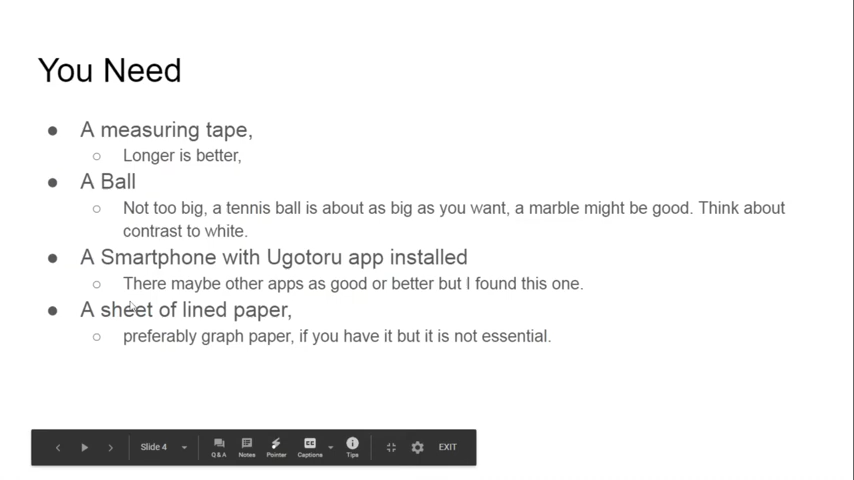 You Need
● A measuring tape,
○ Longer is better,
● A Ball
○ Not too big, a tennis ball is about as big as you want, a marble might be good. Think about
contrast to white.
● A Smartphone with Ugotoru app installed
○ There maybe other apps as good or better but I found this one.
● A sheet of lined paper,
○ preferably graph paper, if you have it but it is not essential.
Slide 4 Q&A Notes Pointer Captions Tips EXIT